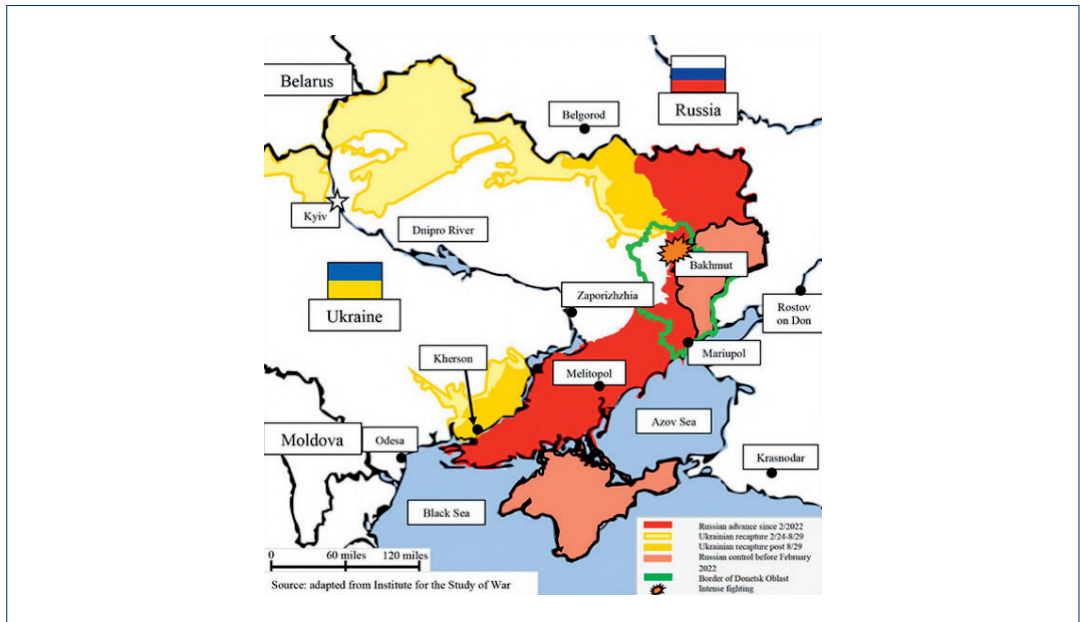 Belarus
Russia
Belgorod
Kyiv
Dnipro River
Bakhmut
Ukraine
Zaporizhzhia
Rostov
on Don
Kherson
Mariupol
Melitopol
Azov Sea
Moldova
Odesa
Krasnodar
Black Sea
Russian advance since 2/2022
Ukrainian recapture 2/24-8/29
Ukrainian recapture post 8/29
Russian control before February
2022
Border of Donetsk Oblast
Intense fighting
0 60 miles 120 miles
Source: adapted from Institute for the Study of War